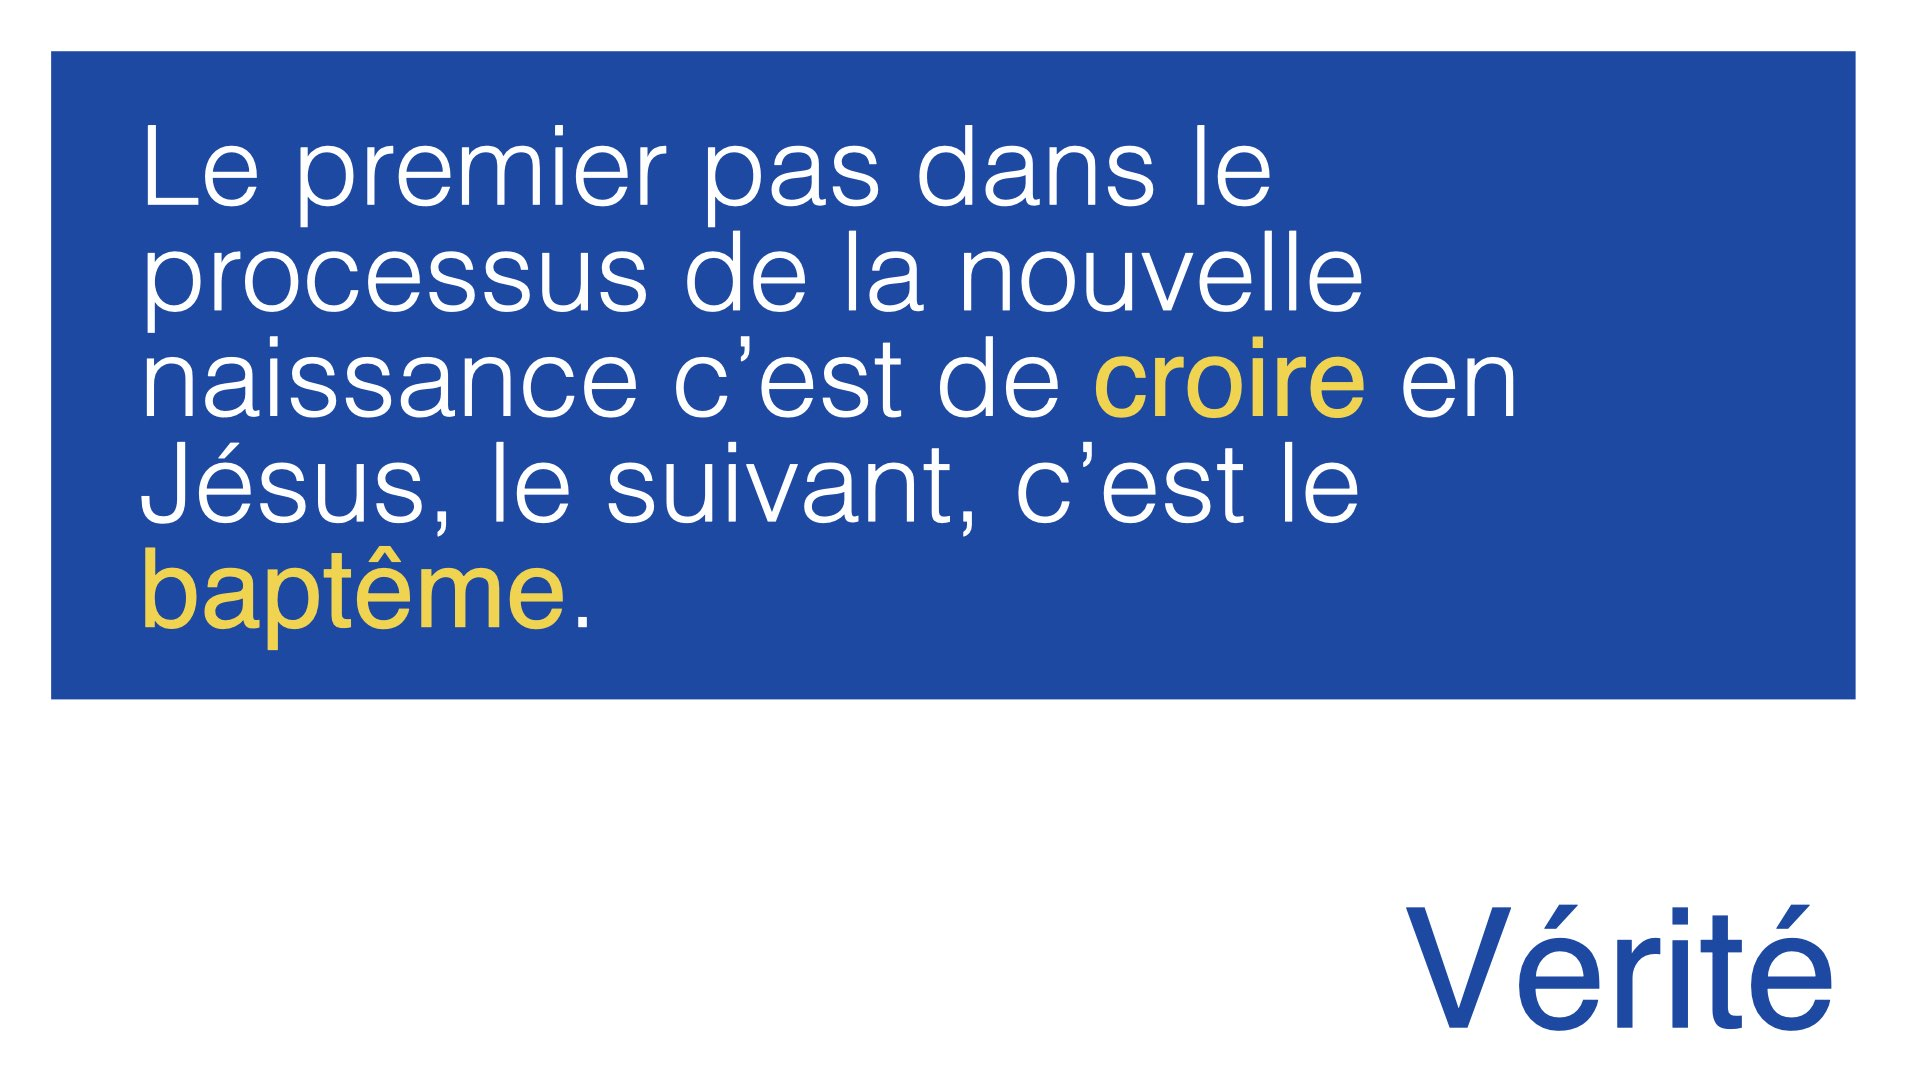 Le premier pas dans le
processus de la nouvelle
naissance c’est de croire en
Jésus, le suivant, c’est le
baptême.
Vérité